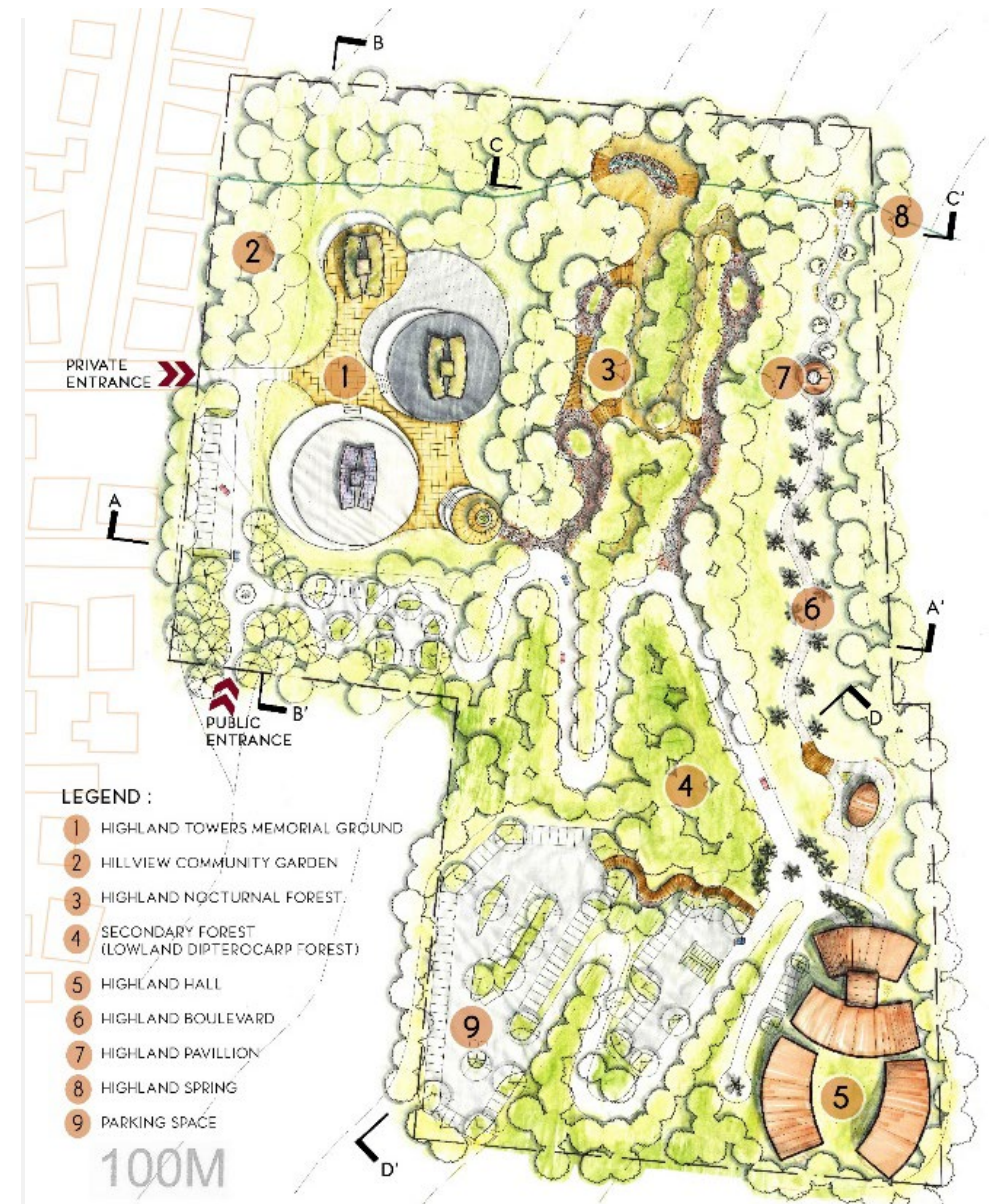 B
C
C'
8
2
PRIVATE
ENTRANCE
1
3
7
A
6
A'
D
B'
PUBLIC
ENTRANCE
4
LEGEND :
1 HIGHLAND TOWERS MEMORIAL GROUND
2 HILLVIEW COMMUNITY GARDEN
3 HIGHLAND NOCTURNAL FOREST.
4 SECONDARY FOREST
(LOWLAND DIPTEROCARP FOREST)
5 HIGHLAND HALL
6 HIGHLAND BOULEVARD
7 HIGHLAND PAVILLION
8 HIGHLAND SPRING
9 PARKING SPACE
9
5
D'
100M